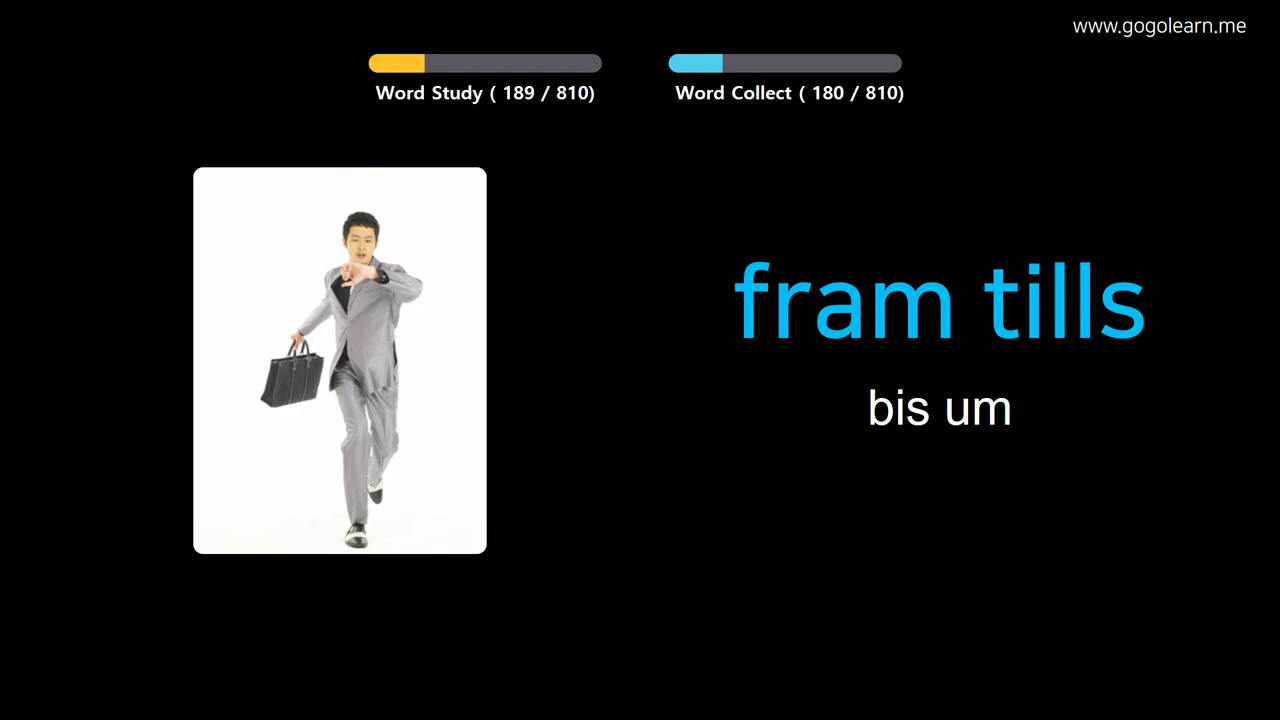 www.gogolearn.me
Word Study ( 189 / 810)
Word Collect ( 180 / 810)
fram tills
bis um